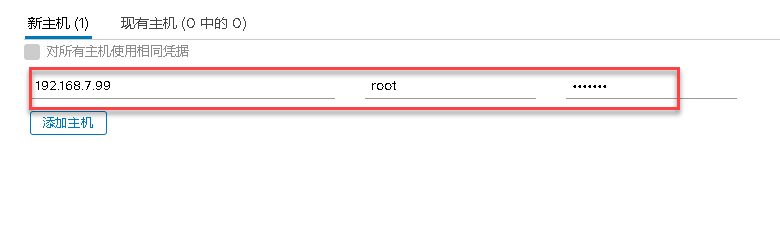 新主机 (1) 现有主机 (0 中的 0)
对所有主机使用相同凭据
192.168.7.99 root •••••••
添加主机